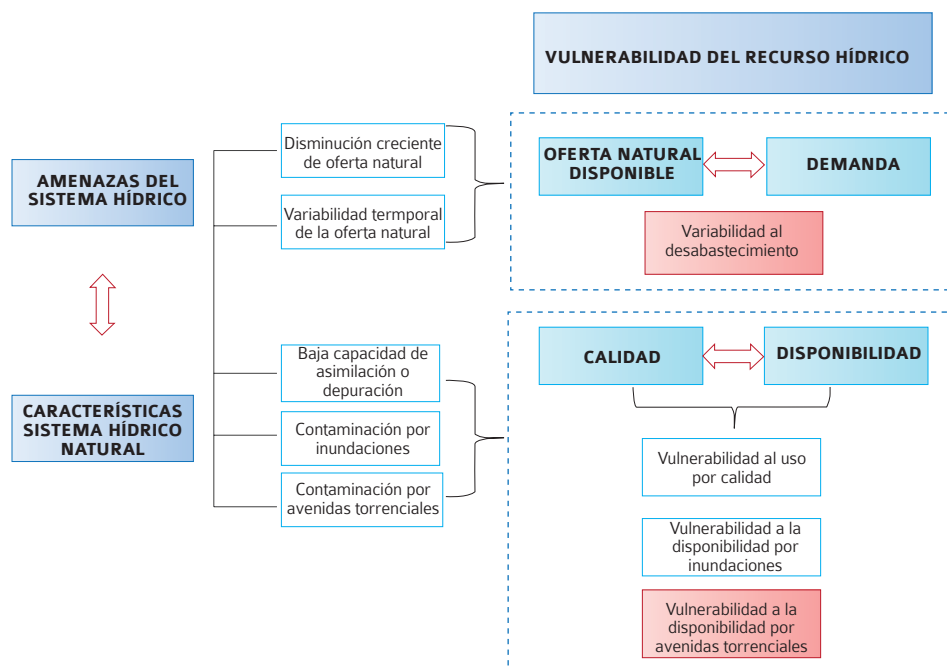 VULNERABILIDAD DEL RECURSO HÍDRICO
AMENAZAS DEL
SISTEMA HÍDRICO
CARACTERÍSTÍCAS
SISTEMA HÍDRICO
NATURAL
Disminución creciente
de oferta natural
Variabilidad termporal
de la oferta natural
Baja capacidad de
asimilación o
depuración
Contaminación por
inundaciones
Contaminación por
avenidas torrenciales
OFERTA NATURAL
DISPONIBLE
DEMANDA
Variabilidad al
desabastecimiento
CALIDAD
DISPONIBILIDAD
Vulnerabilidad al uso
por calidad
Vulnerabilidad a la
disponibilidad por
inundaciones
Vulnerabilidad a la
disponibilidad por
avenidas torrenciales